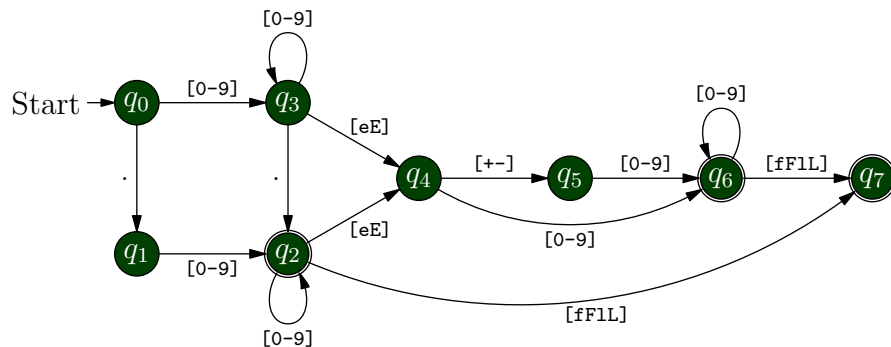 [0-9]
Start
q0
[0-9]
q3
[eE]
[0-9]
.
.
q4
[+-]
q5
[0-9]
q6
[fFlL]
q7
[eE]
[0-9]
q1
[0-9]
q2
[fFlL]
[0-9]